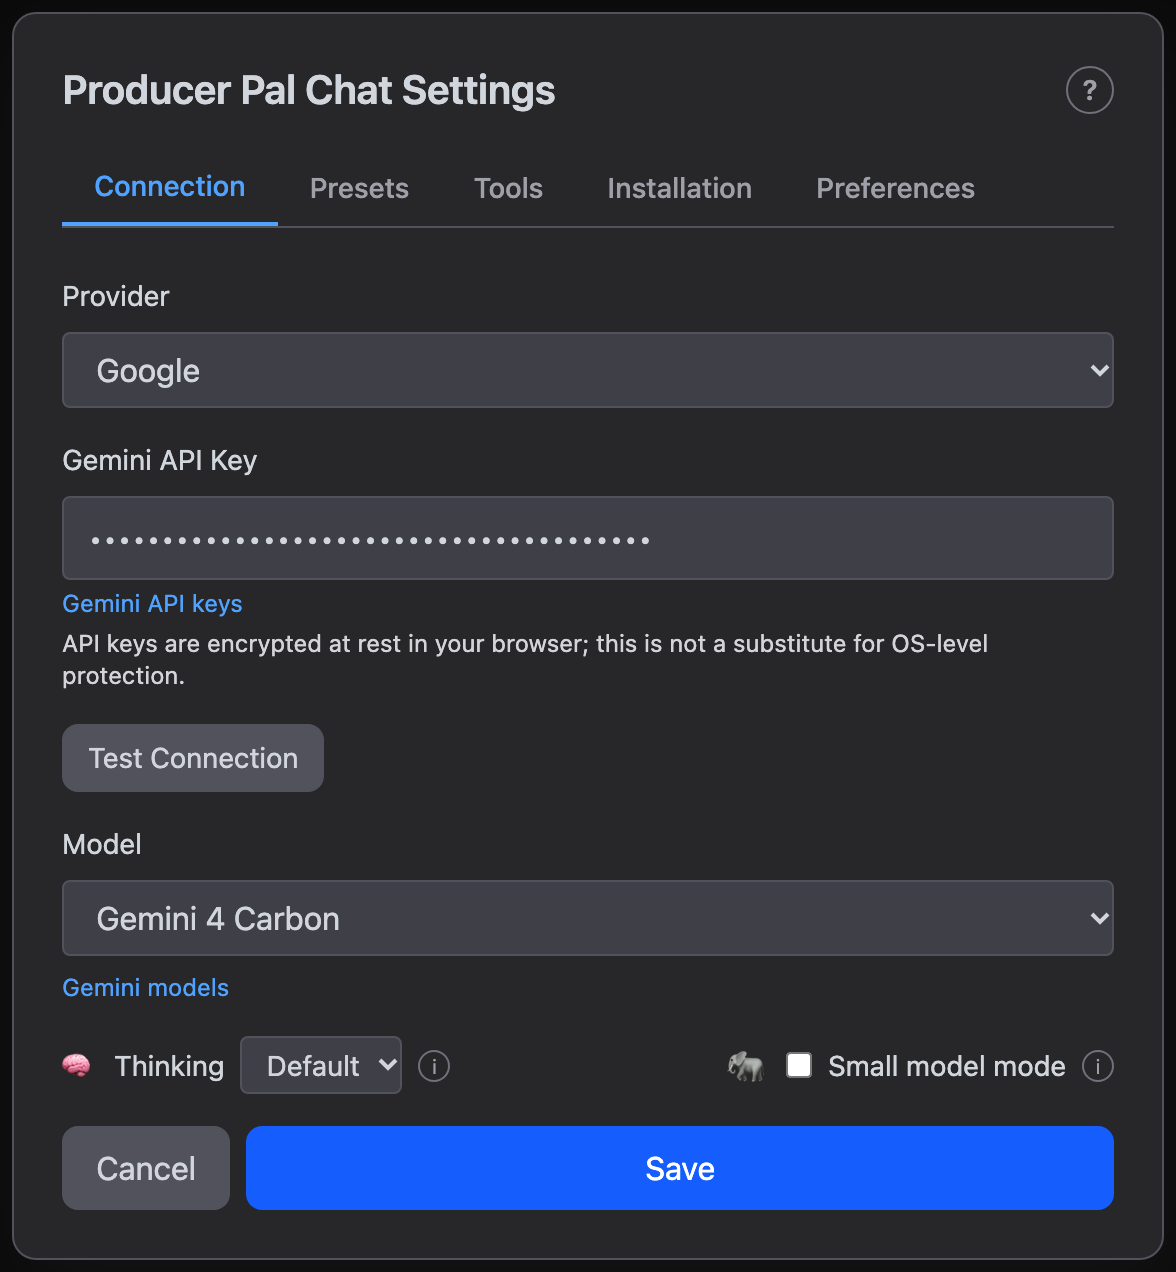 Producer Pal Chat Settings
?
Connection
Presets
Tools
Installation
Preferences
Provider
Google
Gemini API Key
•••••••••••••••••••••••••••••••••••••••
Gemini API keys
API keys are encrypted at rest in your browser; this is not a substitute for OS-level
protection.
Test Connection
Model
Gemini 4 Carbon
Gemini models
🧠 Thinking
Default
i
🐘 Small model mode
i
Cancel
Save